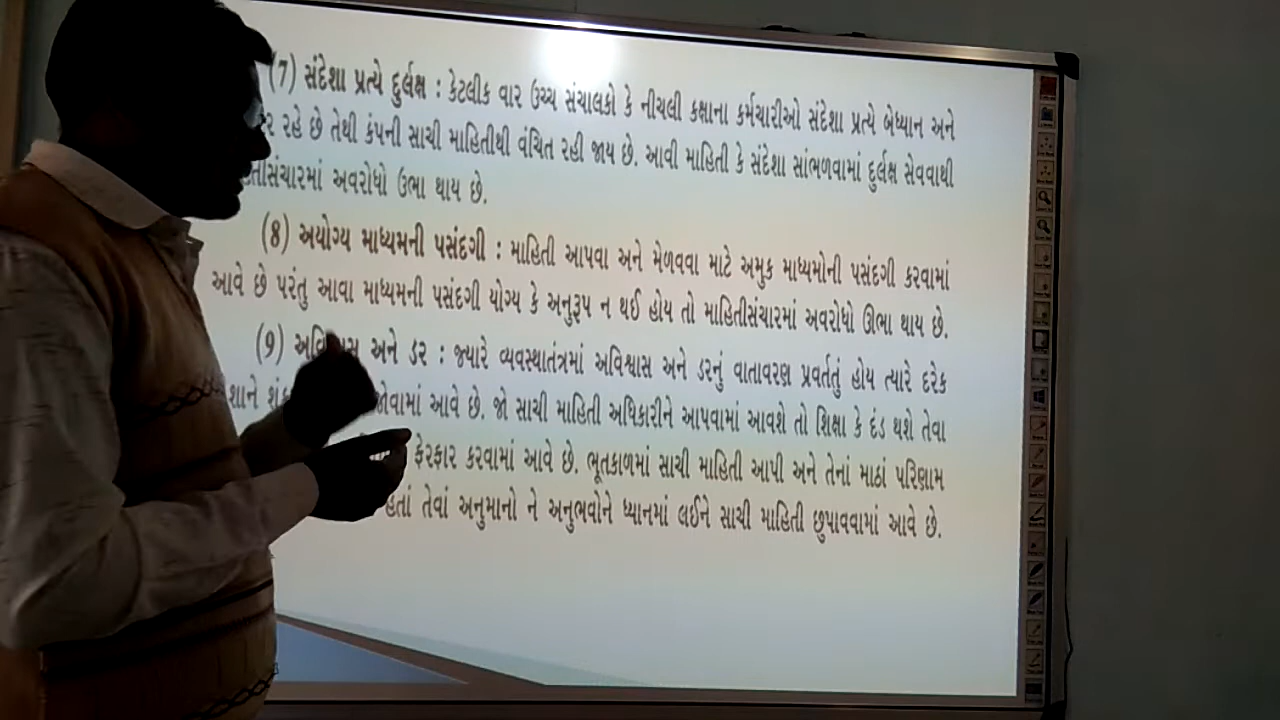 (7) સંદેશા પ્રત્યે દુર્લક્ષ : કેટલીક વાર ઉચ્ચ સંચાલકો કે નીચલી કક્ષાના કર્મચારીઓ સંદેશા પ્રત્યે બેધ્યાન અને
રહે છે તેથી કંપની સાચી માહિતીથી વંચિત રહી જાય છે. આવી માહિતી કે સંદેશા સાંભળવામાં દુર્લક્ષ સેવવાથી
અવરોધો ઉભા થાય છે.
(8) અયોગ્ય માધ્યમની પસંદગી : માહિતી આપવા અને મેળવવા માટે અમુક માધ્યમોની પસંદગી કરવામાં
આવે છે પરંતુ આવા માધ્યમની પસંદગી યોગ્ય કે અનુરૂપ ન થઈ હોય તો માહિતીસંચારમાં અવરોધો ઊભા થાય છે.
(9) અને ડર : જ્યારે વ્યવસ્થાતંત્રમાં અવિશ્વાસ અને ડરનું વાતાવરણ પ્રવર્તતું હોય ત્યારે દરેક
જોવામાં આવે છે. જો સાચી માહિતી અધિકારીને આપવામાં આવશે તો શિક્ષા કે દંડ થશે તેવા
ફેરફાર કરવામાં આવે છે. ભૂતકાળમાં સાચી માહિતી આપી અને તેનાં માઠાં પરિણામ
તેવાં અનુમાનો ને અનુભવોને ધ્યાનમાં લઈને સાચી માહિતી છુપાવવામાં આવે છે.